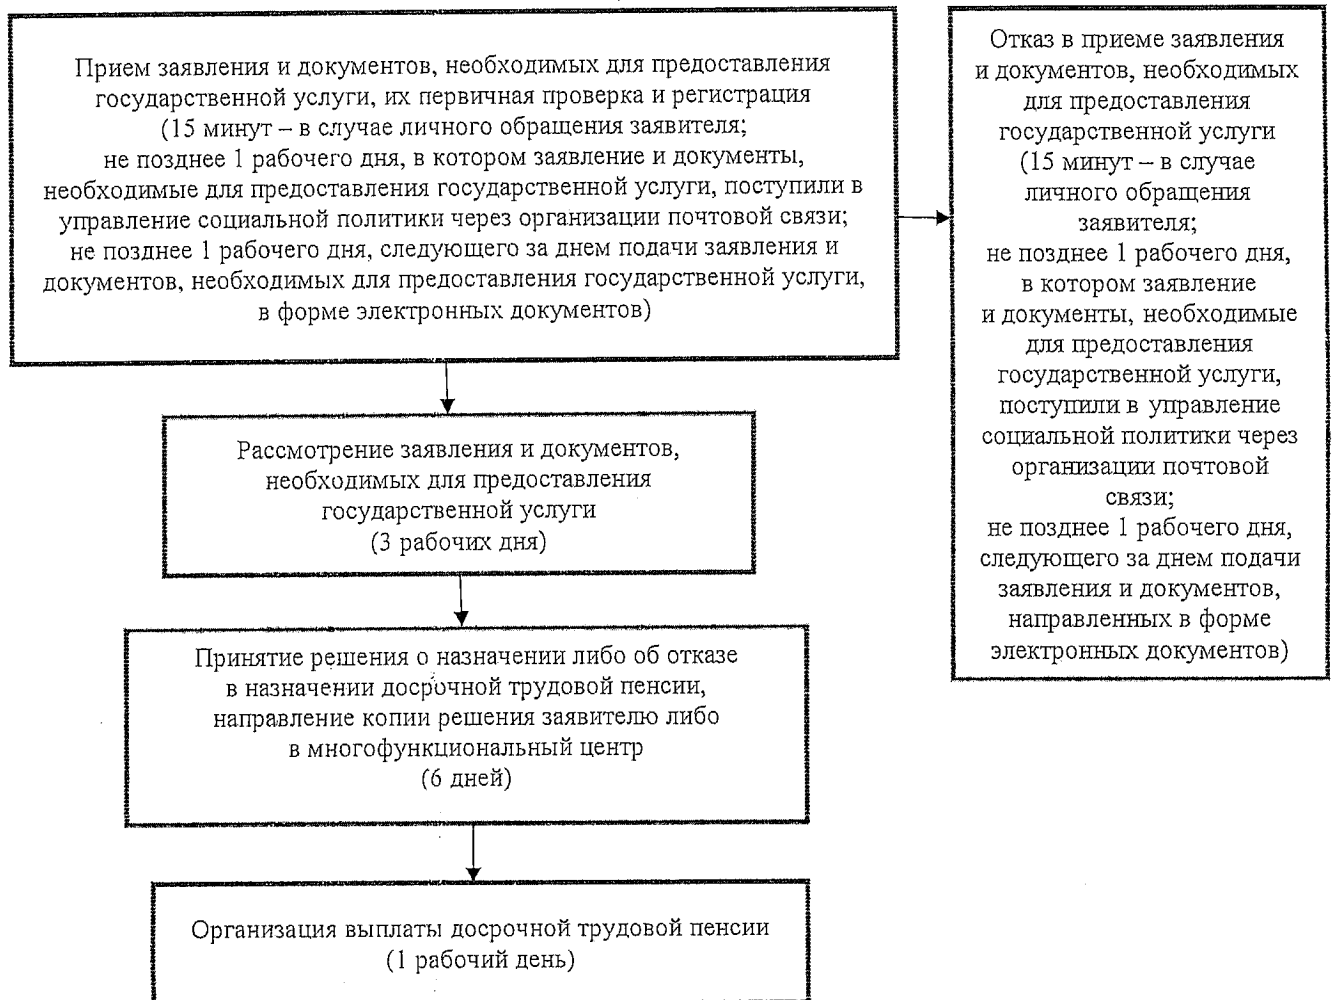 Прием заявления и документов, необходимых для предоставления
государственной услуги, их первичная проверка и регистрация
(15 минут – в случае личного обращения заявителя;
не позднее 1 рабочего дня, в котором заявление и документы,
необходимые для предоставления государственной услуги, поступили в
управление социальной политики через организации почтовой связи;
не позднее 1 рабочего дня, следующего за днем подачи заявления и
документов, необходимых для предоставления государственной услуги,
в форме электронных документов)
Отказ в приеме заявления
и документов, необходимых
для предоставления
государственной услуги
(15 минут – в случае
личного обращения
заявителя;
не позднее 1 рабочего дня,
в котором заявление
и документы, необходимые
для предоставления
государственной услуги,
поступили в управление
социальной политики через
организации почтовой
связи;
не позднее 1 рабочего дня,
следующего за днем подачи
заявления и документов,
направленных в форме
электронных документов)
Рассмотрение заявления и документов,
необходимых для предоставления
государственной услуги
(3 рабочих дня)
Принятие решения о назначении либо об отказе
в назначении досрочной трудовой пенсии,
направление копии решения заявителю либо
в многофункциональный центр
(6 дней)
Организация выплаты досрочной трудовой пенсии
(1 рабочий день)